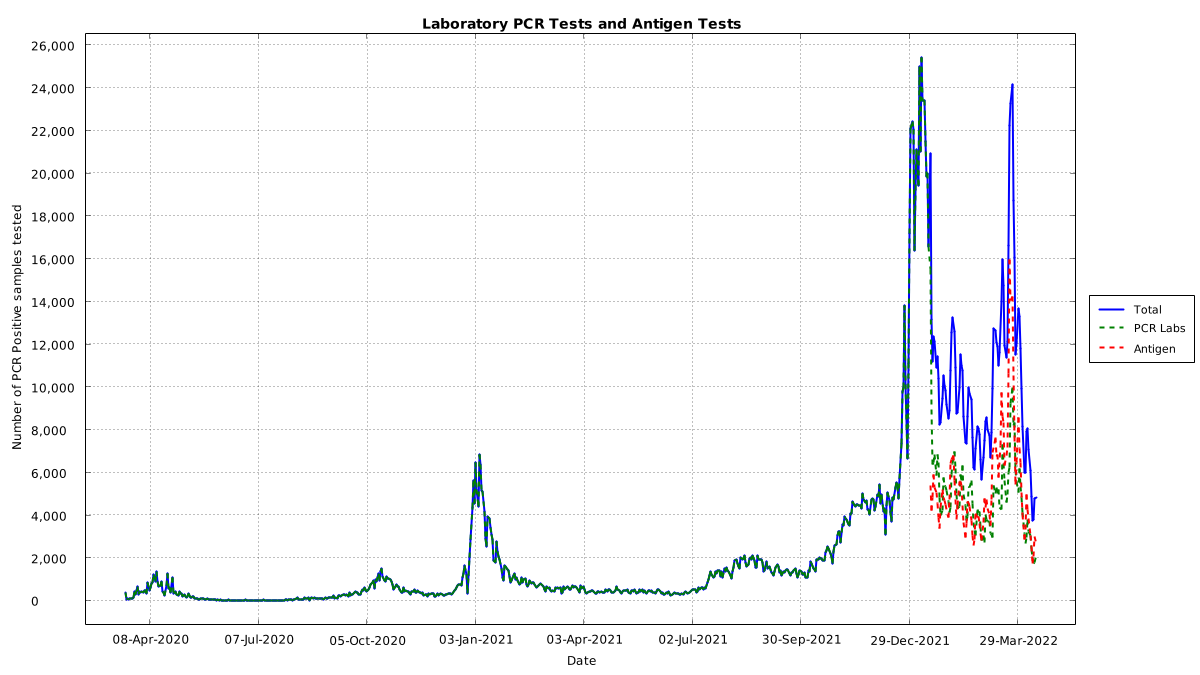 Laboratory PCR Tests and Antigen Tests
26,000
24,000
22,000
20,000
18,000
16,000
14,000
12,000
10,000
8,000
6,000
4,000
2,000
0
Number of PCR Positive samples tested
08-Apr-2020
07-Jul-2020
05-Oct-2020
03-Jan-2021
03-Apr-2021
02-Jul-2021
30-Sep-2021
29-Dec-2021
29-Mar-2022
Date
Total
PCR Labs
Antigen